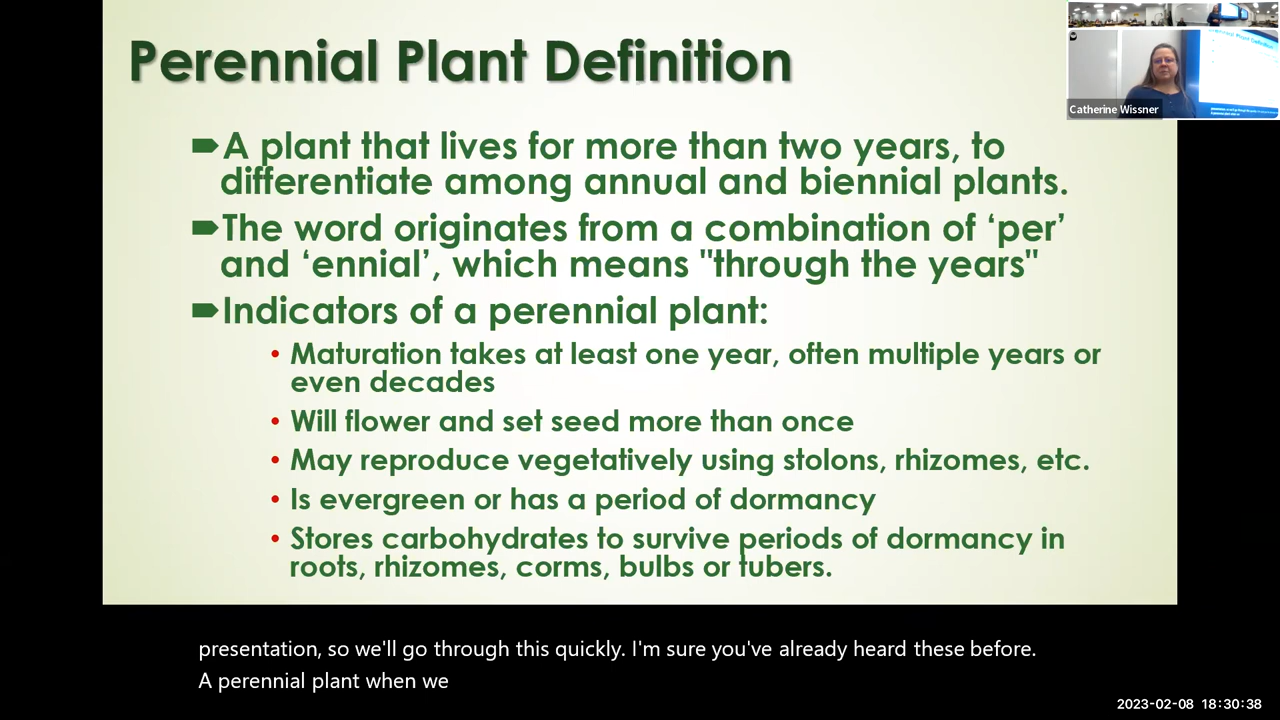 Perennial Plant Definition
A plant that lives for more than two years, to
differentiate among annual and biennial plants.
The word originates from a combination of ‘per’
and ‘ennial’, which means "through the years"
Indicators of a perennial plant:
• Maturation takes at least one year, often multiple years or
even decades
• Will flower and set seed more than once
• May reproduce vegetatively using stolons, rhizomes, etc.
• Is evergreen or has a period of dormancy
• Stores carbohydrates to survive periods of dormancy in
roots, rhizomes, corms, bulbs or tubers.
Catherine Wissner
presentation, so we'll go through this quickly. I'm sure you've already heard these before.
A perennial plant when we
2023-02-08 18:30:38